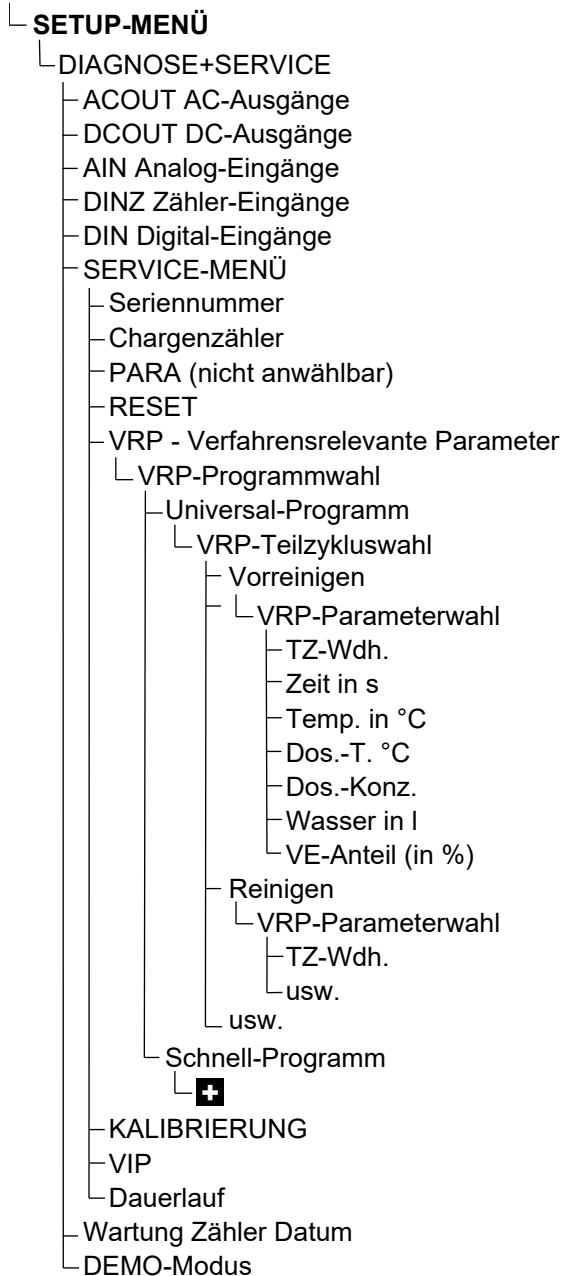 SETUP-MENÜ
DIAGNOSE+SERVICE
ACOUT AC-Ausgänge
DCOUT DC-Ausgänge
AIN Analog-Eingänge
DINZ Zähler-Eingänge
DIN Digital-Eingänge
SERVICE-MENÜ
Seriennummer
Chargenzähler
PARA (nicht anwählbar)
RESET
VRP - Verfahrensrelevante Parameter
VRP-Programmwahl
Universal-Programm
VRP-Teilzykluswahl
Vorreinigen
VRP-Parameterwahl
TZ-Wdh.
Zeit in s
Temp. in °C
Dos.-T. °C
Dos.-Konz.
Wasser in l
VE-Anteil (in %)
Reinigen
VRP-Parameterwahl
TZ-Wdh.
usw.
usw.
Schnell-Programm
+
KALIBRIERUNG
VIP
Dauerlauf
Wartung Zähler Datum
DEMO-Modus